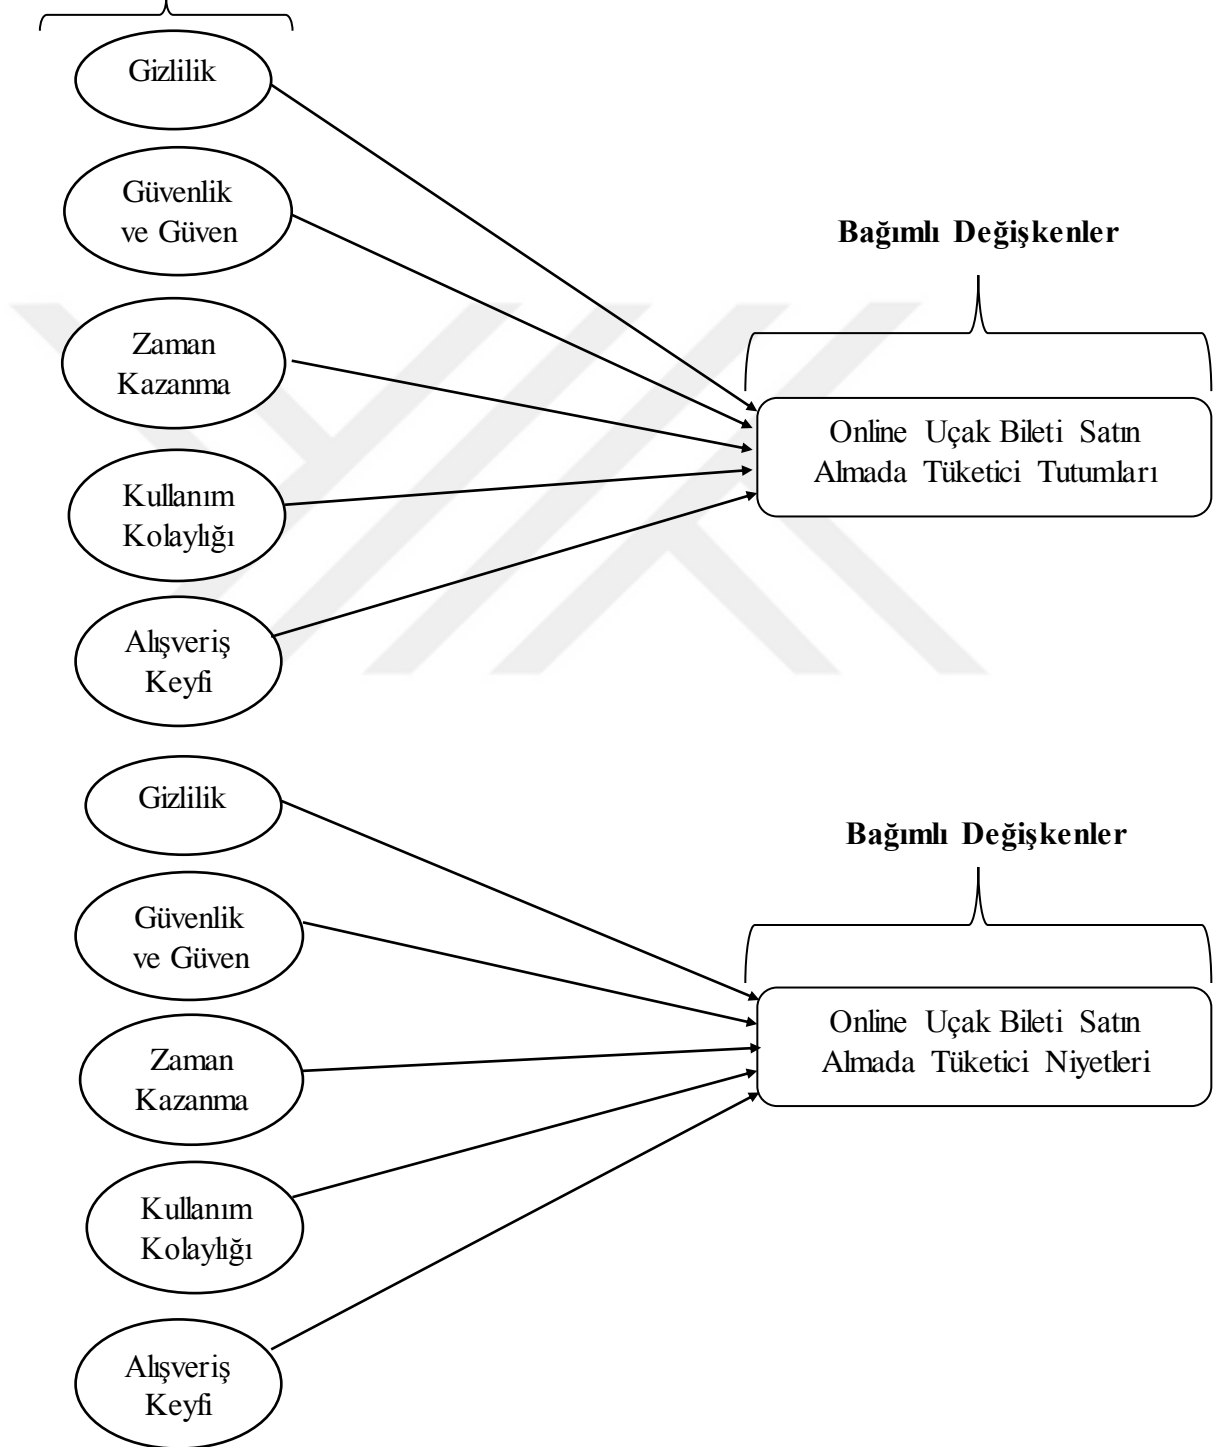 Gizlilik
Güvenlik
ve Güven
Bağımlı Değişkenler
Zaman
Kazanma
Online Uçak Bileti Satın
Almada Tüketici Tutumları
Kullanım
Kolaylığı
Alışveriş
Keyfi
Gizlilik
Bağımlı Değişkenler
Güvenlik
ve Güven
Online Uçak Bileti Satın
Almada Tüketici Niyetleri
Zaman
Kazanma
Kullanım
Kolaylığı
Alışveriş
Keyfi